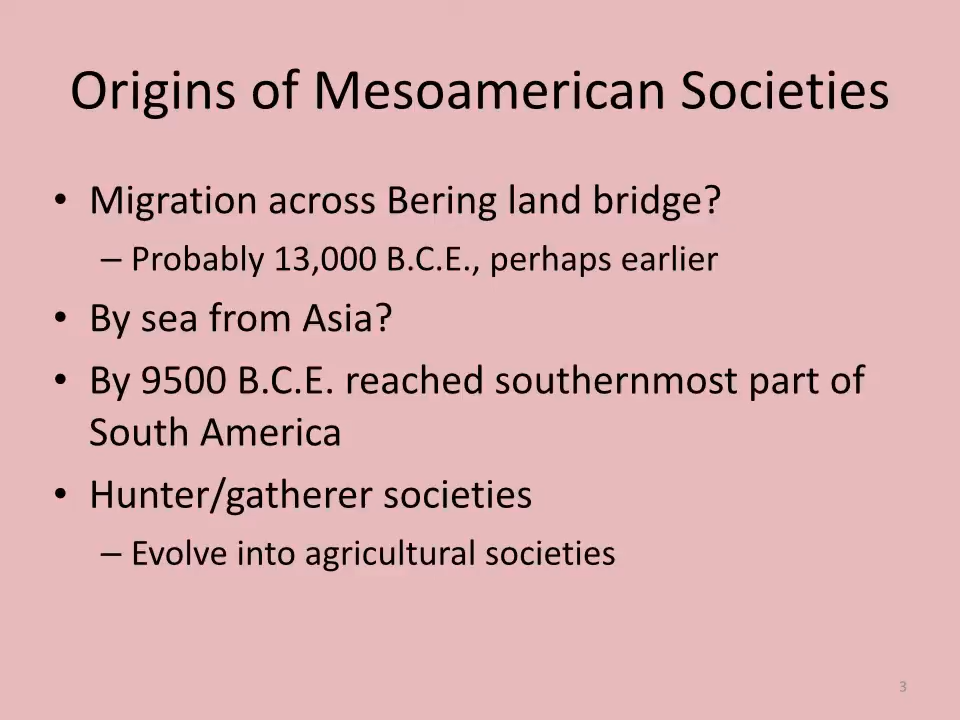 Origins of Mesoamerican Societies
• Migration across Bering land bridge?
– Probably 13,000 B.C.E., perhaps earlier
• By sea from Asia?
• By 9500 B.C.E. reached southernmost part of
South America
• Hunter/gatherer societies
– Evolve into agricultural societies
3